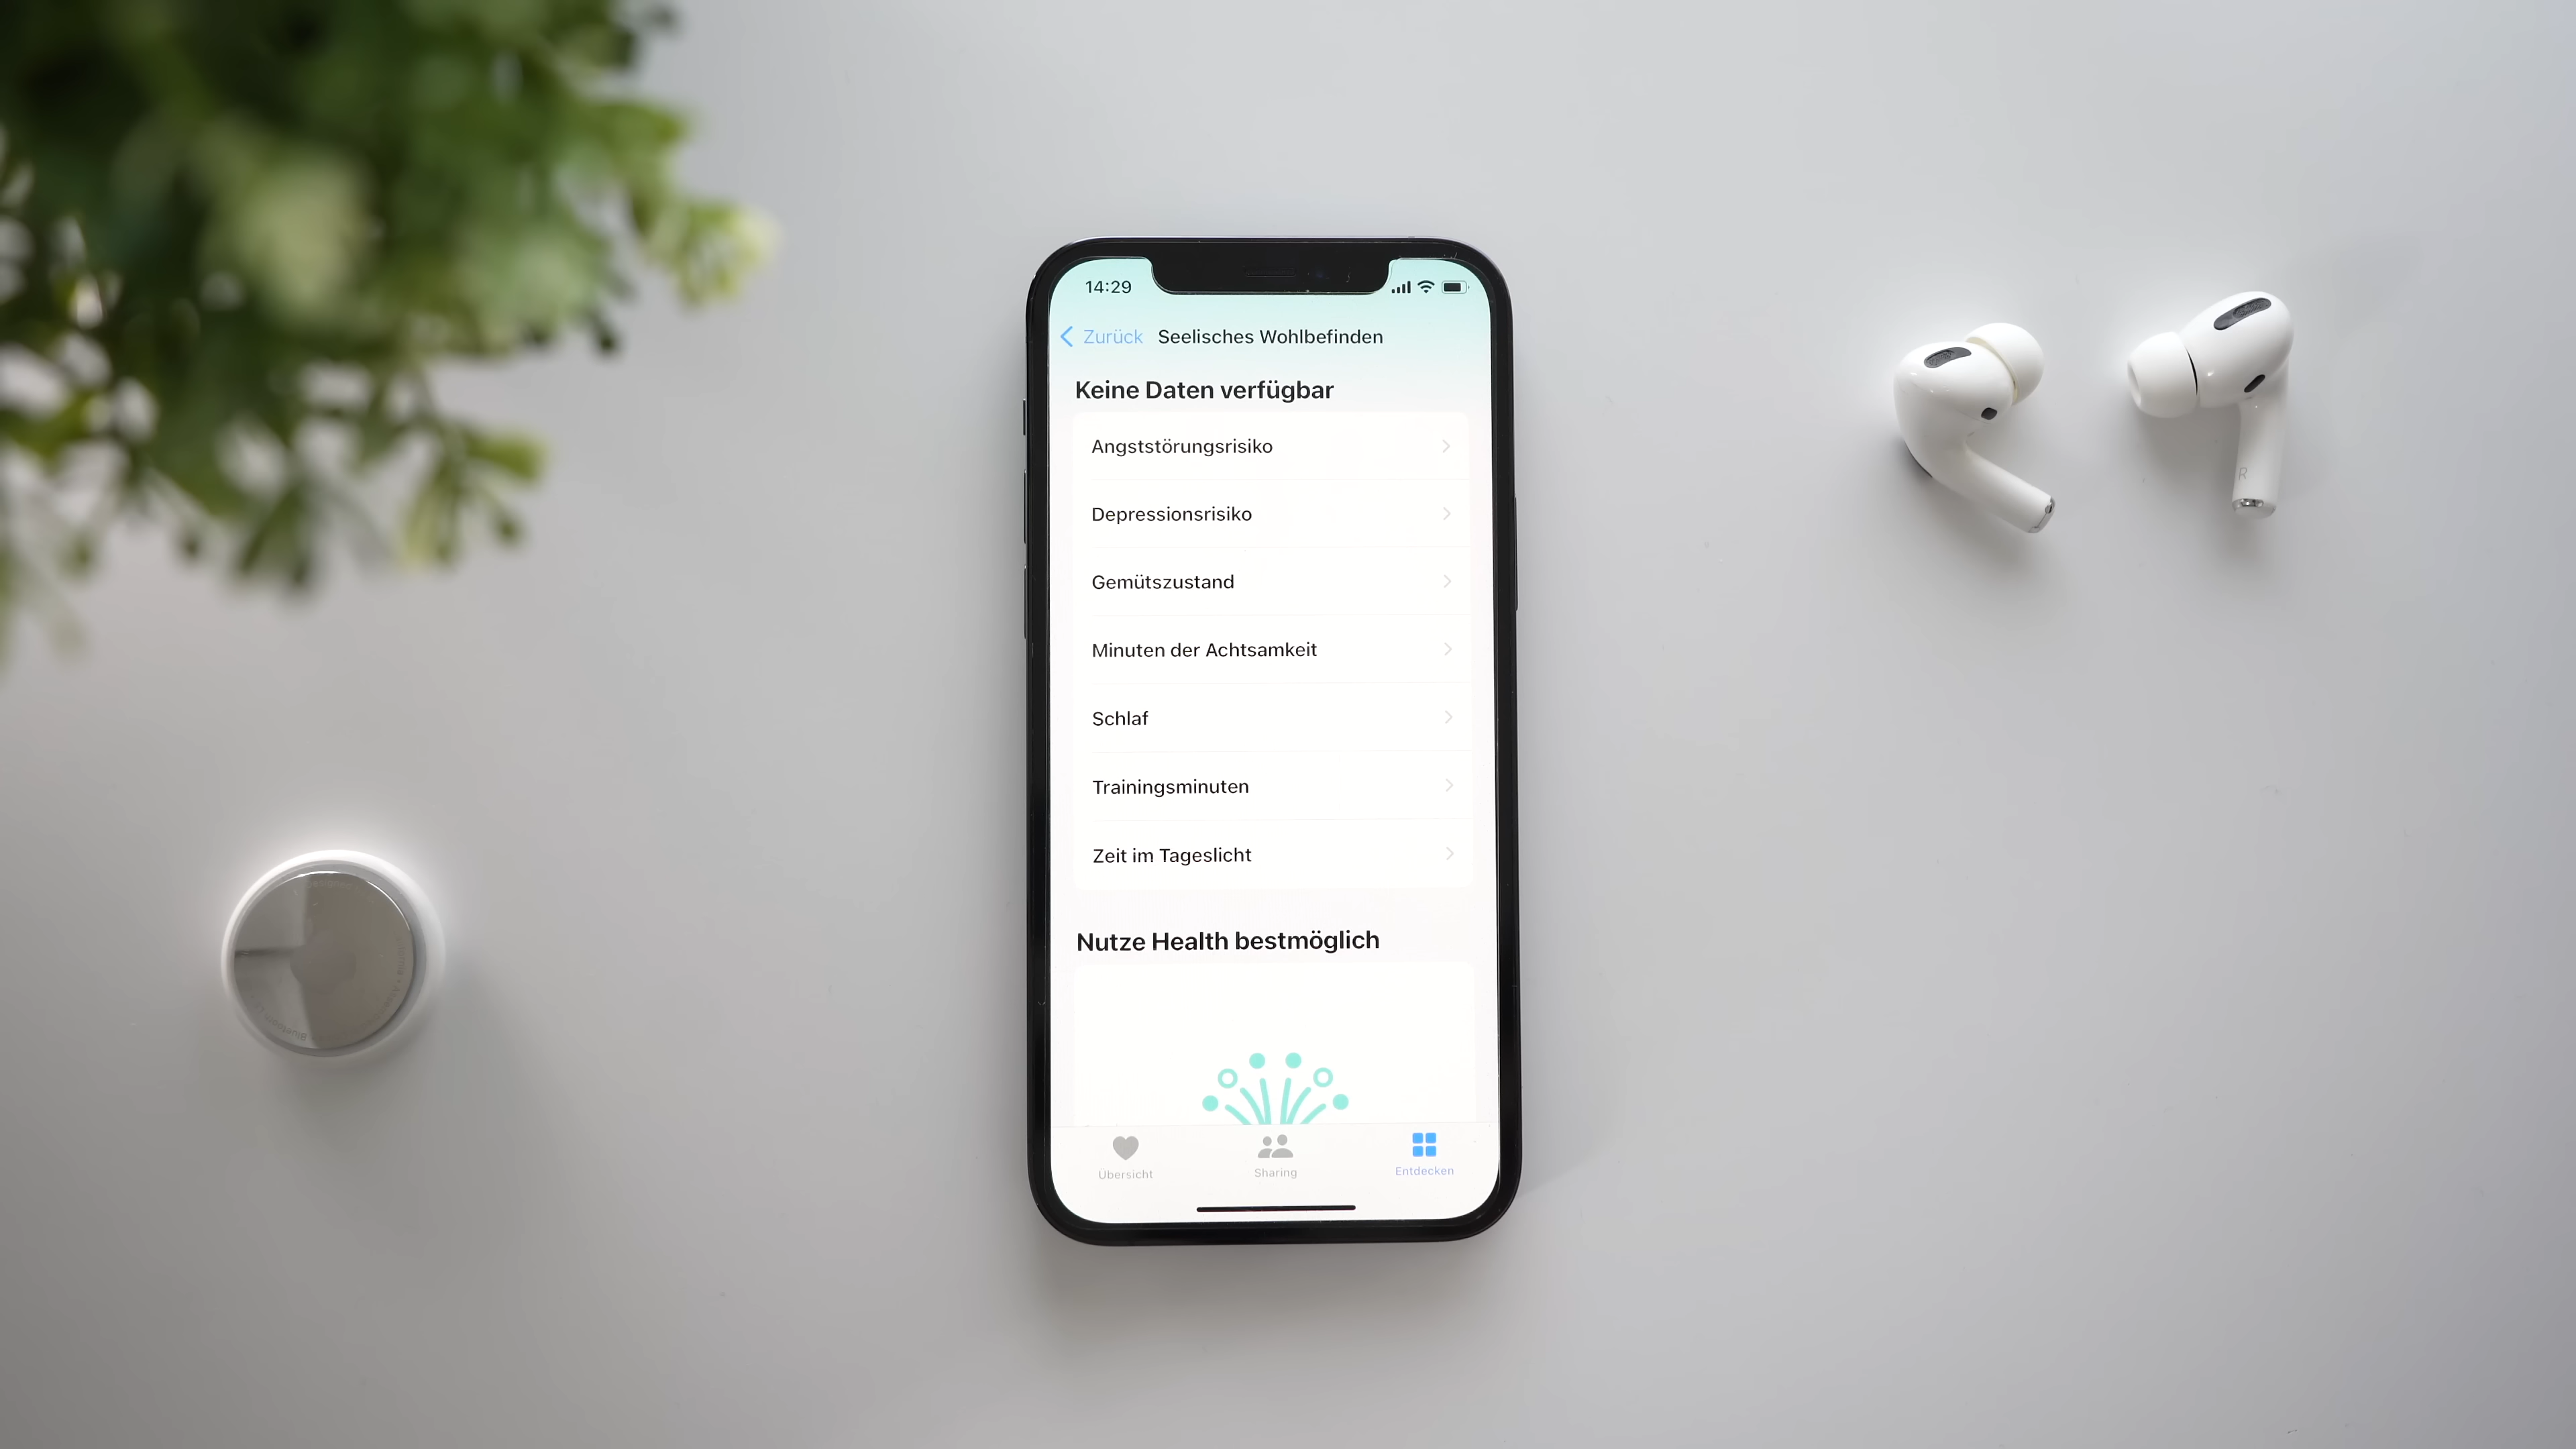 14:29
Zurück Seelisches Wohlbefinden
Keine Daten verfügbar
Angststörungsrisiko
Depressionsrisiko
Gemütszustand
Minuten der Achtsamkeit
Schlaf
Trainingsminuten
Zeit im Tageslicht
Nutze Health bestmöglich
Übersicht Sharing Entdecken
R